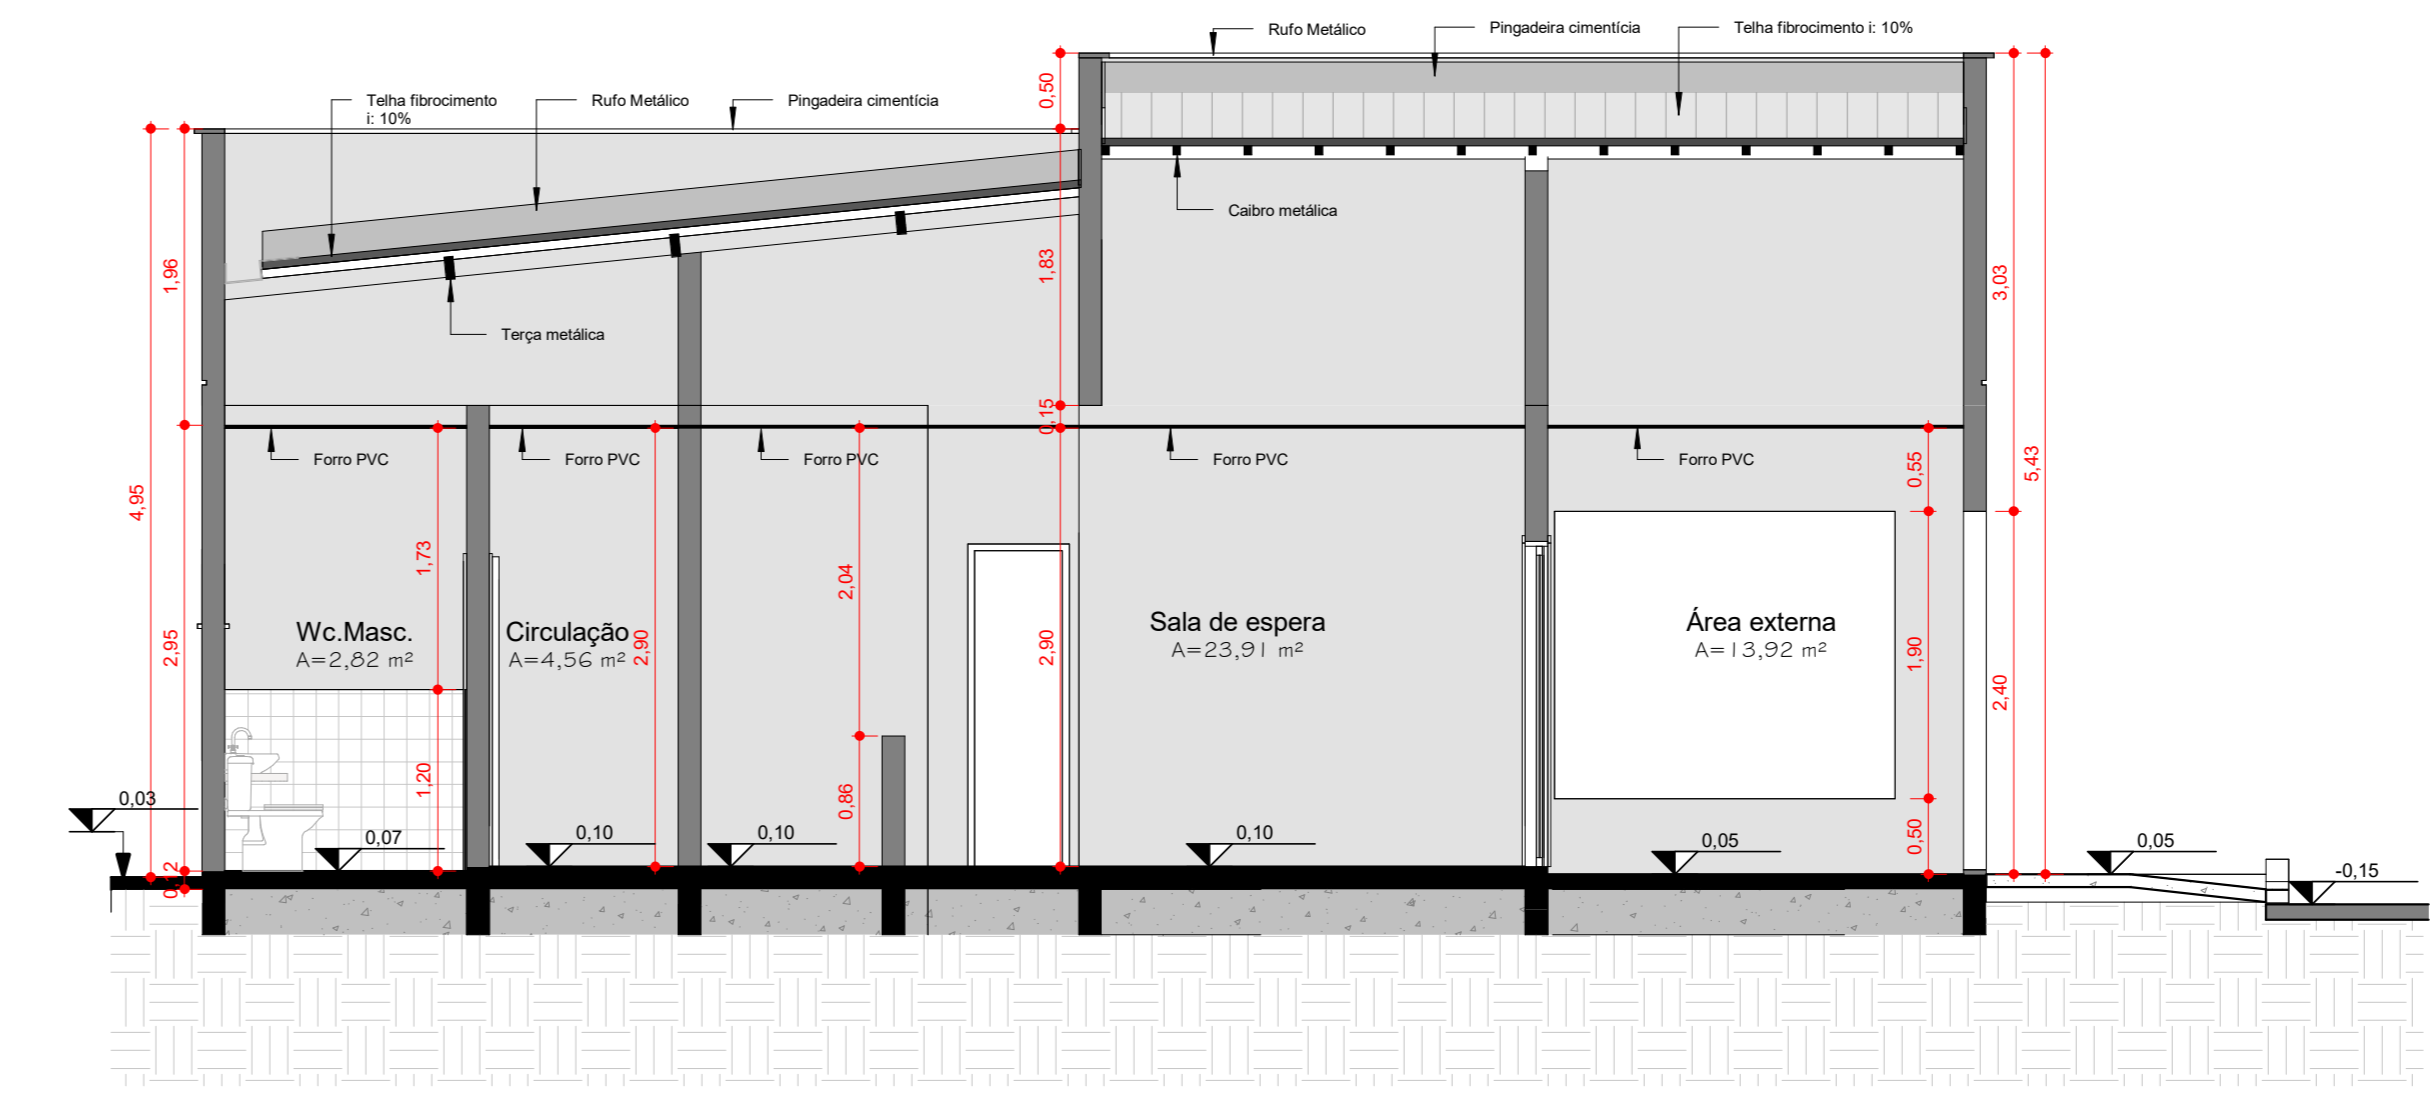 Rufo Metálico
Pingadeira cimentícia
Telha fibrocimento i: 10%
Telha fibrocimento
i: 10%
Rufo Metálico
Pingadeira cimentícia
0,50
Caibro metálica
1,96
1,83
3,03
Terça metálica
0,15
Forro PVC
Forro PVC
Forro PVC
Forro PVC
Forro PVC
4,95
1,73
2,04
0,55
5,43
Wc.Masc.
A=2,82 m²
Circulação
A=4,56 m²
Sala de espera
A=23,91 m²
Área externa
A=13,92 m²
2,95
2,90
2,90
1,90
2,40
1,20
0,86
0,50
0,03
0,07
0,10
0,10
0,10
0,05
0,05
-0,15
0,12